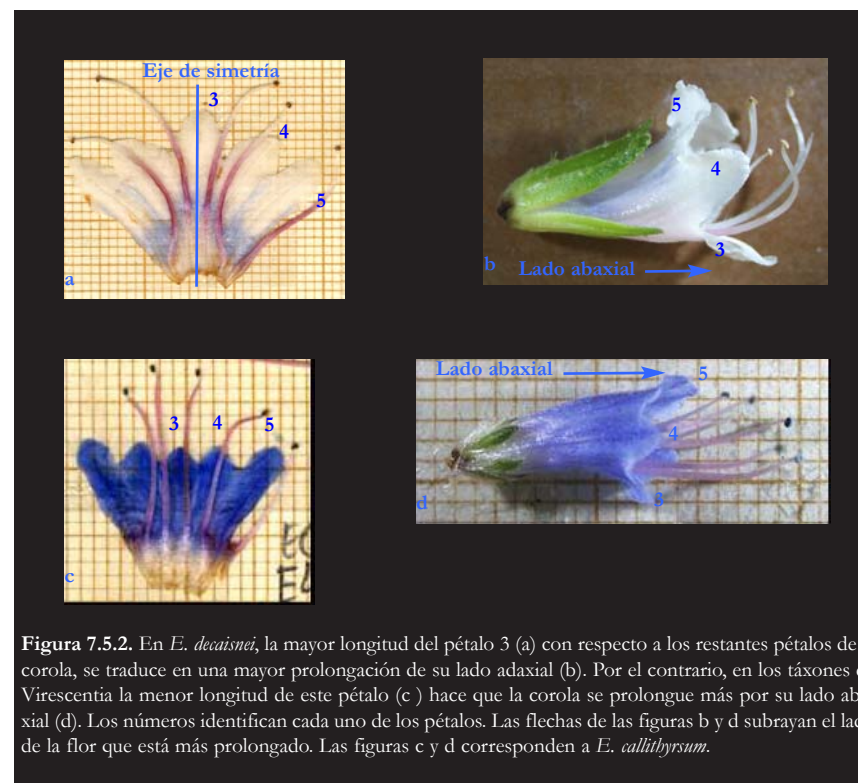 Eje de simetría
3
4
5
a
5
4
3
b
Lado abaxial
3
4
5
c
Lado abaxial
5
4
3
d
Figura 7.5.2. En E. decaisnei, la mayor longitud del pétalo 3 (a) con respecto a los restantes pétalos de
corola, se traduce en una mayor prolongación de su lado adaxial (b). Por el contrario, en los táxones
Virescentia la menor longitud de este pétalo (c ) hace que la corola se prolongue más por su lado ab
xial (d). Los números identifican cada uno de los pétalos. Las flechas de las figuras b y d subrayan el
de la flor que está más prolongado. Las figuras c y d corresponden a E. callithyrsum.